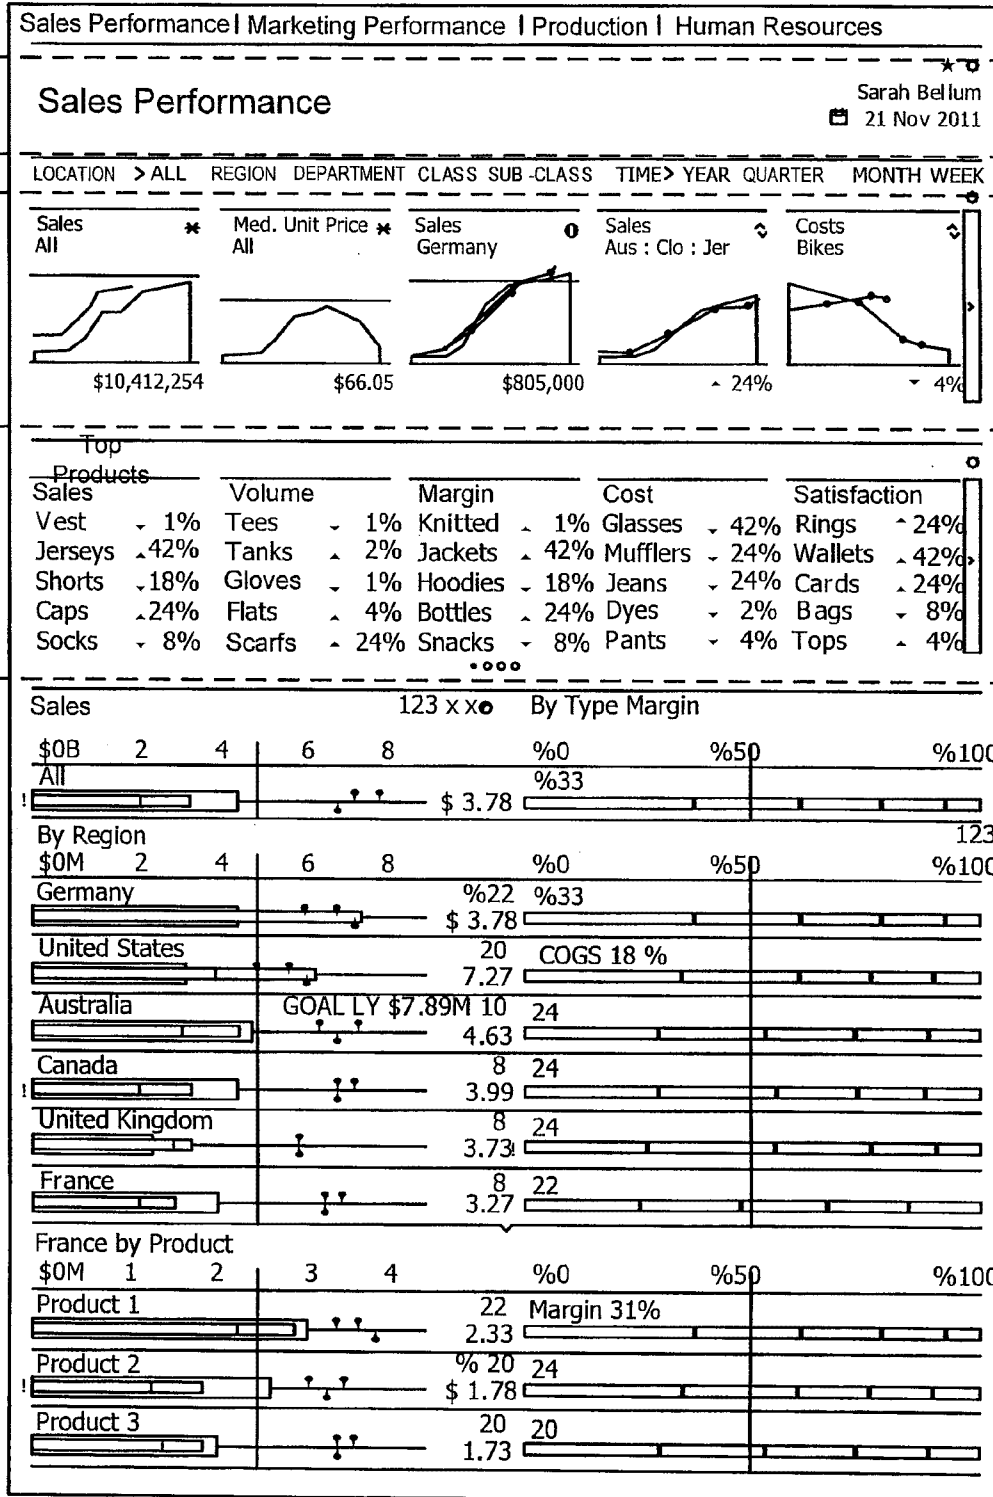 Sales Performance | Marketing Performance | Production | Human Resources
Sales Performance
Sarah Bellum
21 Nov 2011
LOCATION > ALL REGION DEPARTMENT CLASS SUB-CLASS TIME> YEAR QUARTER MONTH WEEK
Sales Med. Unit Price Sales Sales Costs
All All Germany Aus : Clo : Jer Bikes
$10,412,254 $66.05 $805,000 24% 4%
Top
Products
Sales Volume Margin Cost Satisfaction
Vest 1% Tees 1% Knitted 1% Glasses 42% Rings 24%
Jerseys 42% Tanks 2% Jackets 42% Mufflers 24% Wallets 42%
Shorts 18% Gloves 1% Hoodies 18% Jeans 24% Cards 24%
Caps 24% Flats 4% Bottles 24% Dyes 2% Bags 8%
Socks 8% Scarfs 24% Snacks 8% Pants 4% Tops 4%
Sales 123 x x By Type Margin
$0B 2 4 6 8 %0 %50 %100
All %33
! $ 3.78
By Region 123
$0M 2 4 6 8 %0 %50 %100
Germany %22 %33
$ 3.78
United States 20 COGS 18 %
7.27
Australia GOAL LY $7.89M 10 24
4.63
Canada 8 24
! 3.99
United Kingdom 8 24
3.73!
France 8 22
3.27
France by Product
$0M 1 2 3 4 %0 %50 %100
Product 1 22 Margin 31%
2.33
Product 2 % 20 24
! $ 1.78
Product 3 20 20
1.73